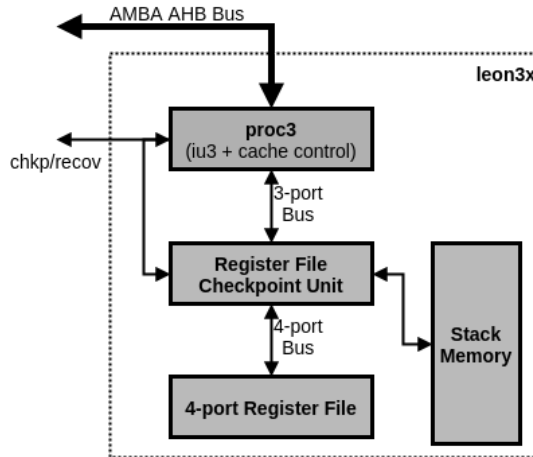 AMBA AHB Bus
leon3x
proc3
(iu3 + cache control)
chkp/recov
3-port
Bus
Register File
Checkpoint Unit
Stack
Memory
4-port
Bus
4-port Register File